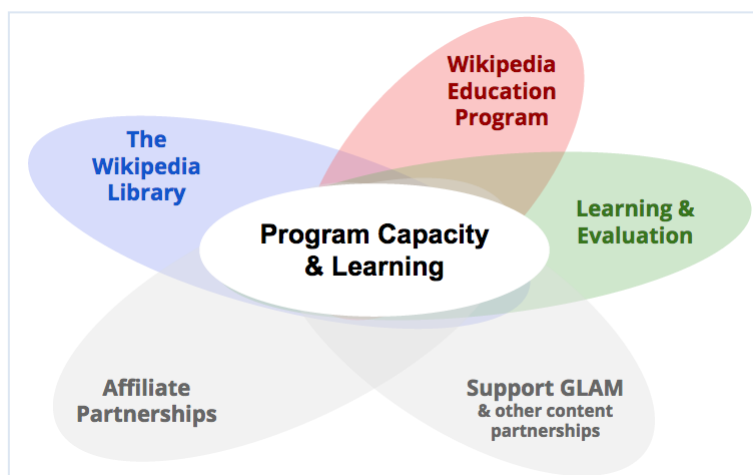 Wikipedia
Education
Program
The
Wikipedia
Library
Learning &
Evaluation
Program Capacity
& Learning
Affiliate
Partnerships
Support GLAM
& other content
partnerships